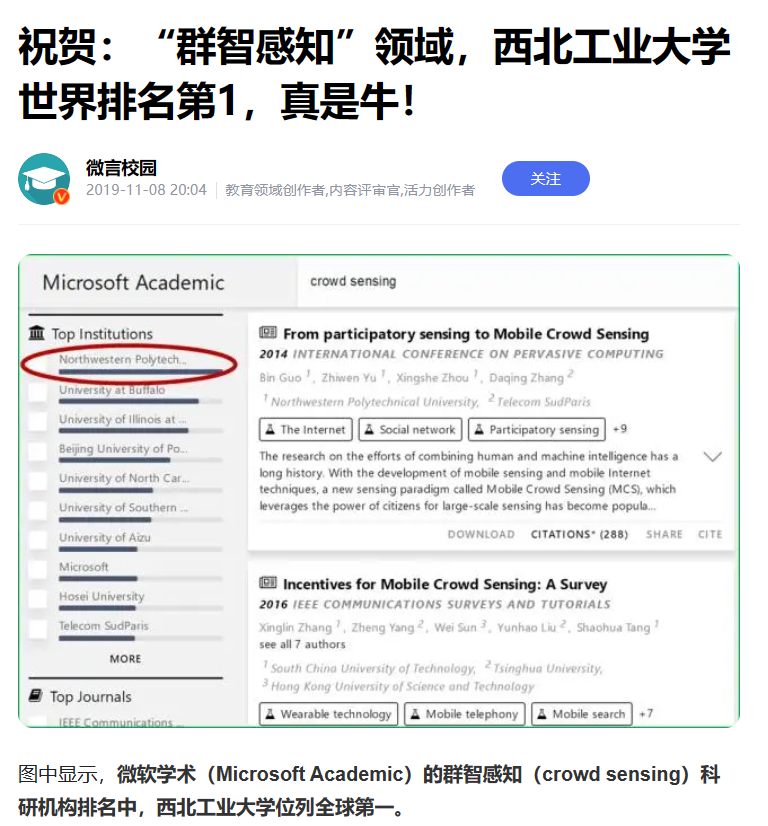 祝贺：“群智感知”领域，西北工业大学
世界排名第1，真是牛！
微言校园
2019-11-08 20:04
教育领域创作者,内容评审官,活力创作者
关注
Microsoft Academic
crowd sensing
Top Institutions
Northwestern Polytech...
University at Buffalo
University of Illinois at ...
Beijing University of Po...
University of North Car...
University of Southern ...
University of Aizu
Microsoft
Hosei University
Telecom SudParis
MORE
Top Journals
IEEE Communications ...
From participatory sensing to Mobile Crowd Sensing
2014 INTERNATIONAL CONFERENCE ON PERVASIVE COMPUTING
Bin Guo 1, Zhiwen Yu 1, Xingshe Zhou 1, Daqing Zhang 2
1 Northwestern Polytechnical University, 2 Telecom SudParis
The Internet
Social network
Participatory sensing
+9
The research on the efforts of combining human and machine intelligence has a
long history. With the development of mobile sensing and mobile Internet
techniques, a new sensing paradigm called Mobile Crowd Sensing (MCS), which
leverages the power of citizens for large-scale sensing has become popula...
DOWNLOAD
CITATIONS* (288)
SHARE
CITE
Incentives for Mobile Crowd Sensing: A Survey
2016 IEEE COMMUNICATIONS SURVEYS AND TUTORIALS
Xinglin Zhang 1, Zheng Yang 2, Wei Sun 3, Yunhao Liu 2, Shaohua Tang 1
see all 7 authors
1 South China University of Technology, 2 Tsinghua University,
3 Hong Kong University of Science and Technology
Wearable technology
Mobile telephony
Mobile search
+7
图中显示，微软学术（Microsoft Academic）的群智感知（crowd sensing）科
研机构排名中，西北工业大学位列全球第一。